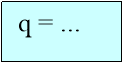 q = ...